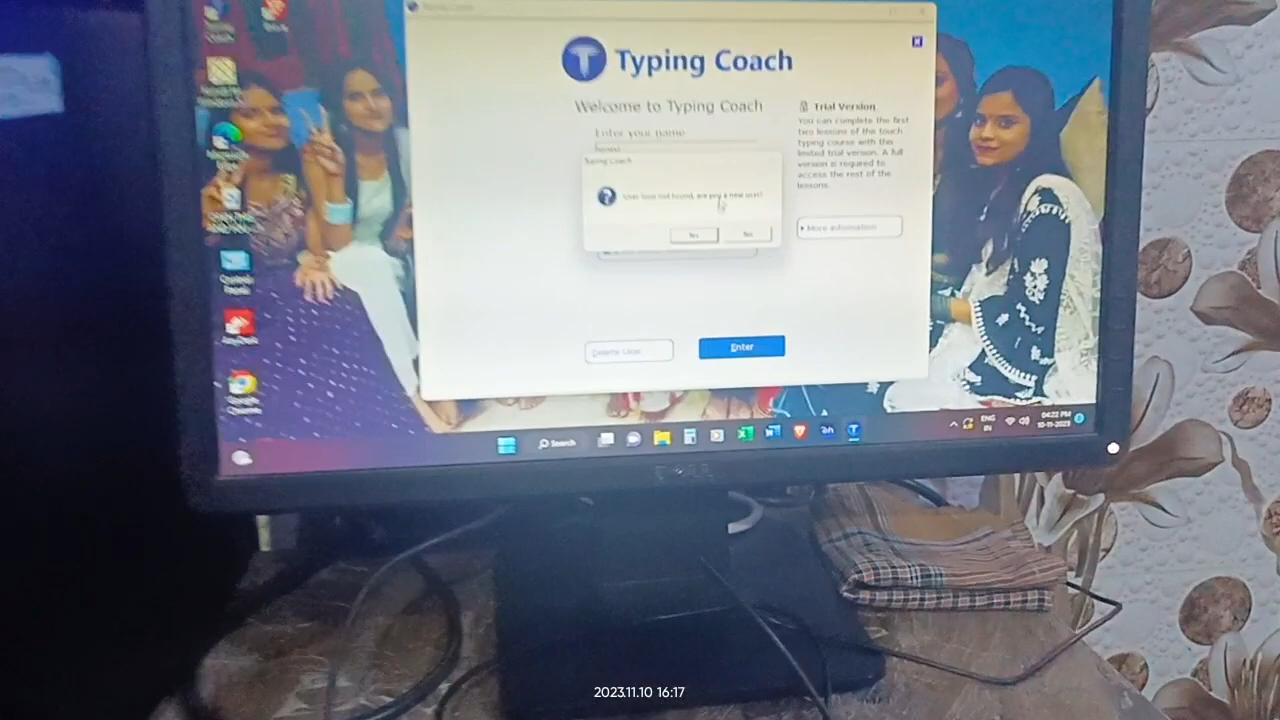 Typing Coach
Welcome to Typing Coach
Enter your name
Trial Version
You can complete the first
two lessons of the touch
typing course with this
limited trial version. A full
version is required to
access the rest of the
lessons.
Typing Coach
User
not found, are you a new user?
Yes
No
More information
Delete User
Enter
Google
Chrome
Search
ENG
IN
04:22 PM
10-11-2023
DELL
2023.11.10 16:17